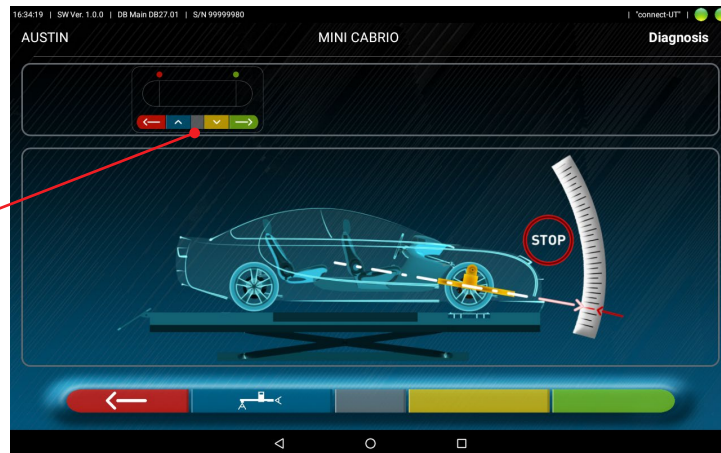 16:34:19 | SW Ver. 1.0.0 | DB Main DB27.01 | S/N 99999980 | "connect-UT" |
AUSTIN MINI CABRIO Diagnosis
STOP